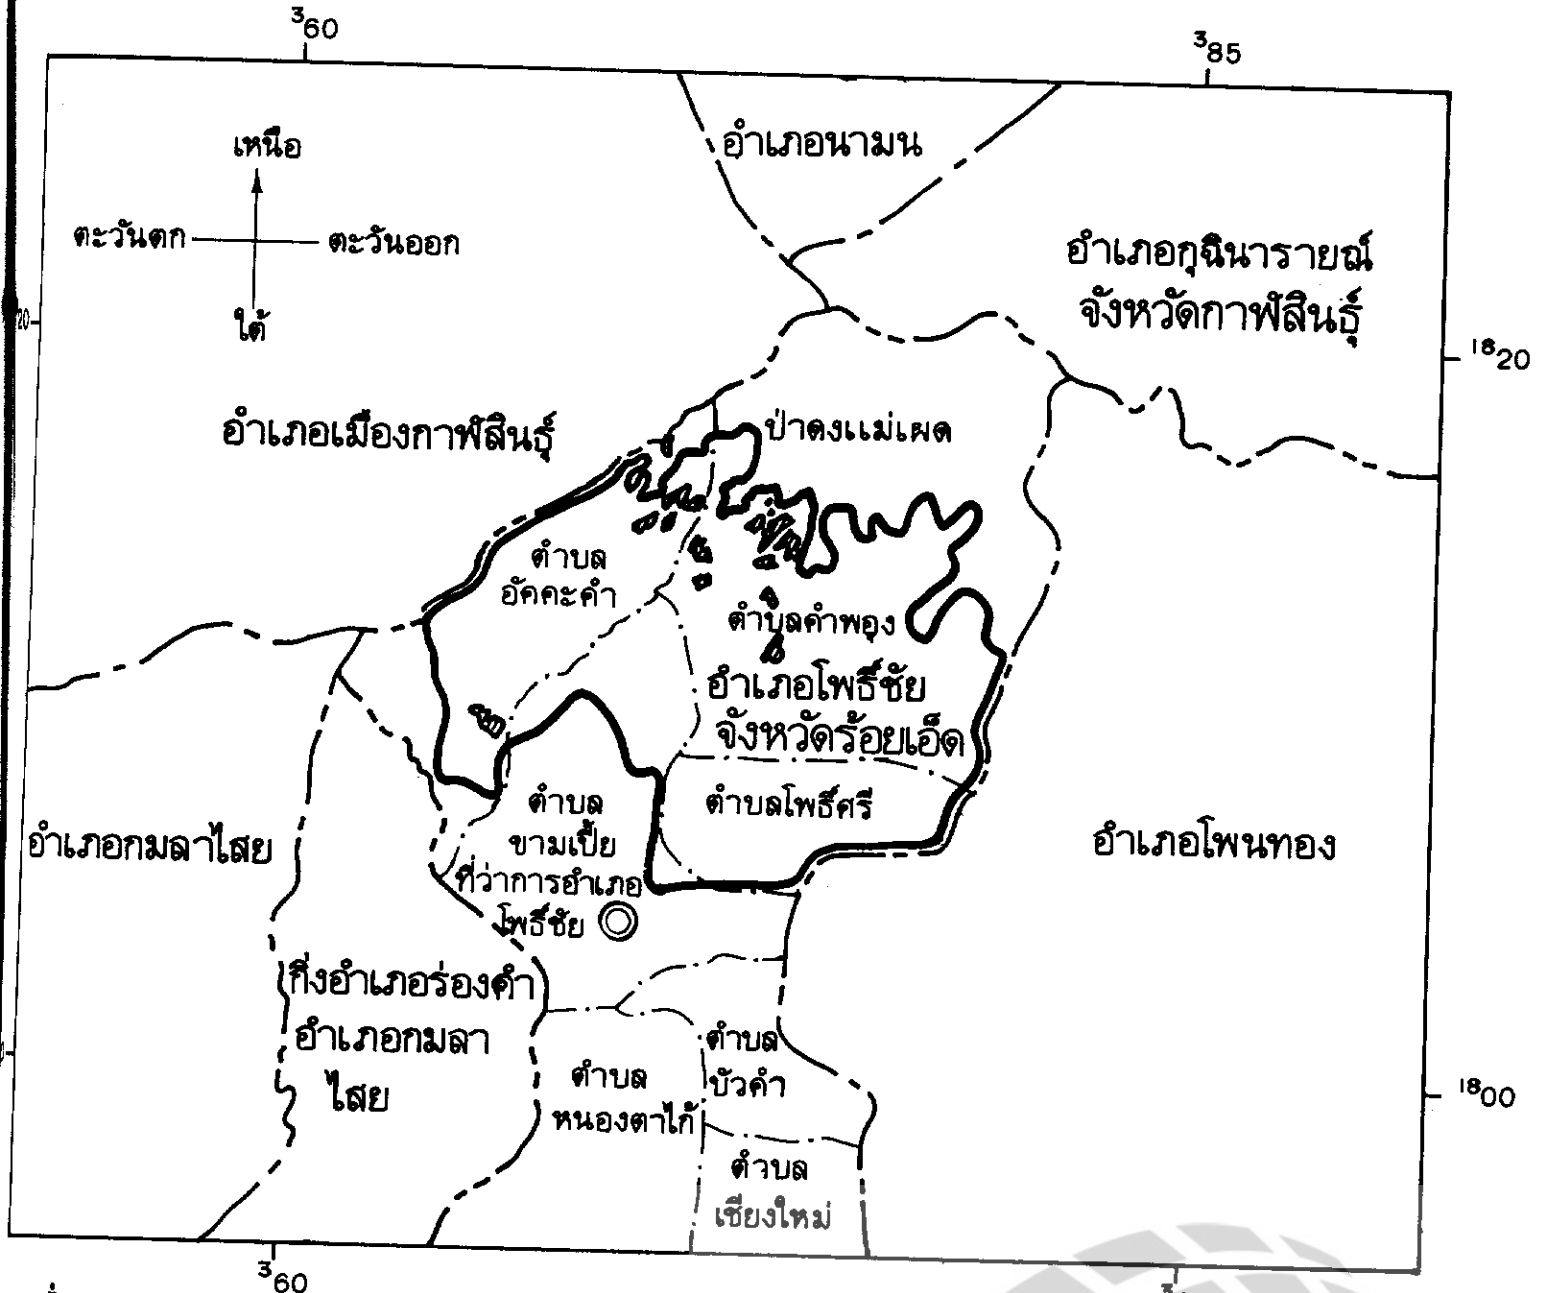 360
385
เหนือ
ตะวันตก
ตะวันออก
ใต้
อำเภอนามน
อำเภอกุฉินารายณ์
จังหวัดกาฬสินธุ์
20
1820
อำเภอเมืองกาฬสินธุ์
ป่าดงแม่เผด
ตำบล
อัคคะคำ
ตำบลคำพอุง
อำเภอโพธิ์ชัย
จังหวัดร้อยเอ็ด
ตำบล
ขามเปี้ย
ตำบลโพธิ์ศรี
อำเภอกมลาไสย
อำเภอโพนทอง
ที่ว่าการอำเภอ
โพธิ์ชัย
กิ่งอำเภอร่องคำ
อำเภอกมลา
ไสย
ตำบล
หนองตาไก้
ตำบล
บัวคำ
1800
ตำบล
เชียงใหม่
360